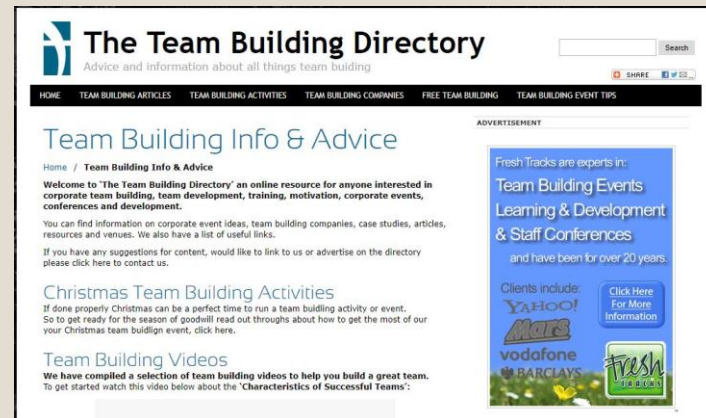 The Team Building Directory
Advice and information about all things team buiding
Search
SHARE
HOME TEAM BUILDING ARTICLES TEAM BUILDING ACTIVITIES TEAM BUILDING COMPANIES FREE TEAM BUILDING TEAM BUILDING EVENT TIPS
Team Building Info & Advice
Home / Team Building Info & Advice
Welcome to 'The Team Building Directory' an online resource for anyone interested in
corporate team building, team development, training, motivation, corporate events,
conferences and development.
You can find information on corporate event ideas, team building companies, case studies, articles,
resources and venues. We also have a list of useful links.
If you have any suggestions for content, would like to link to us or advertise on the directory
please click here to contact us.
Christmas Team Building Activities
If done properly Christmas can be a perfect time to run a team buidling activity or event.
So to get ready for the season of goodwill read out throughs about how to get the most of our
your Christmas team buidlign event, click here.
Team Building Videos
We have compiled a selection of team building videos to help you build a great team.
To get started watch this video below about the 'Characteristics of Successful Teams':
ADVERTISEMENT
Fresh Tracks are experts in:
Team Building Events
Learning & Development
& Staff Conferences
and have been for over 20 years.
Clients include:
YAHOO!
Mars
vodofone
BARCLAYS
Click Here
For More
Information
Fresh
TRACKS